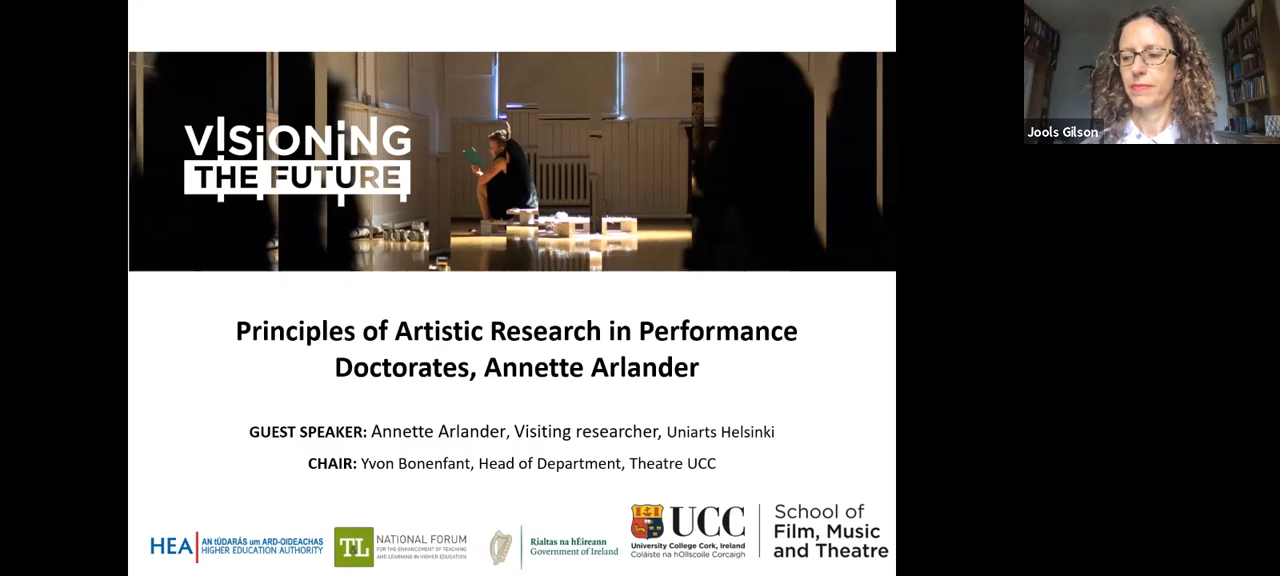 VISIONING
THE FUTURE
Jools Gilson
Principles of Artistic Research in Performance
Doctorates, Annette Arlander
GUEST SPEAKER: Annette Arlander, Visiting researcher, Uniarts Helsinki
CHAIR: Yvon Bonenfant, Head of Department, Theatre UCC
HEA
AN tÚDARÁS um ARD-OIDEACHAS
HIGHER EDUCATION AUTHORITY
TL
NATIONAL FORUM
FOR THE ENHANCEMENT OF TEACHING
AND LEARNING IN HIGHER EDUCATION
Rialtas na hÉireann
Government of Ireland
UCC
University College Cork, Ireland
Coláiste na hOllscoile Corcaigh
School of
Film, Music
and Theatre